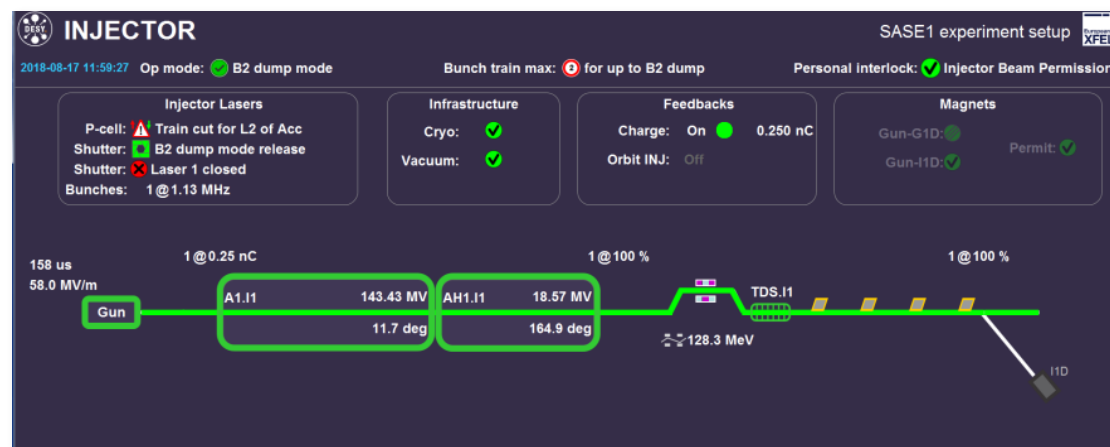 DESY.
INJECTOR
SASE1 experiment setup
European
XFEL
2018-08-17 11:59:27 Op mode: B2 dump mode
Bunch train max: 2 for up to B2 dump
Personal interlock: Injector Beam Permission
Injector Lasers
P-cell: Train cut for L2 of Acc
Shutter: B2 dump mode release
Shutter: Laser 1 closed
Bunches: 1@1.13 MHz
Infrastructure
Cryo:
Vacuum:
Feedbacks
Charge: On 0.250 nC
Orbit INJ: Off
Magnets
Gun-G1D:
Gun-I1D:
Permit:
158 us
58.0 MV/m
Gun
1@0.25 nC
1@100 %
1@100 %
A1.I1 143.43 MV
11.7 deg
AH1.I1 18.57 MV
164.9 deg
128.3 MeV
TDS.I1
I1D